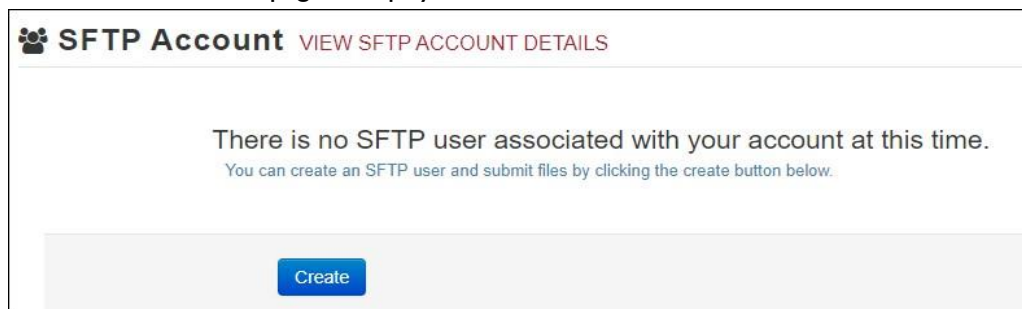 SFTP Account VIEW SFTP ACCOUNT DETAILS
There is no SFTP user associated with your account at this time.
You can create an SFTP user and submit files by clicking the create button below.
Create